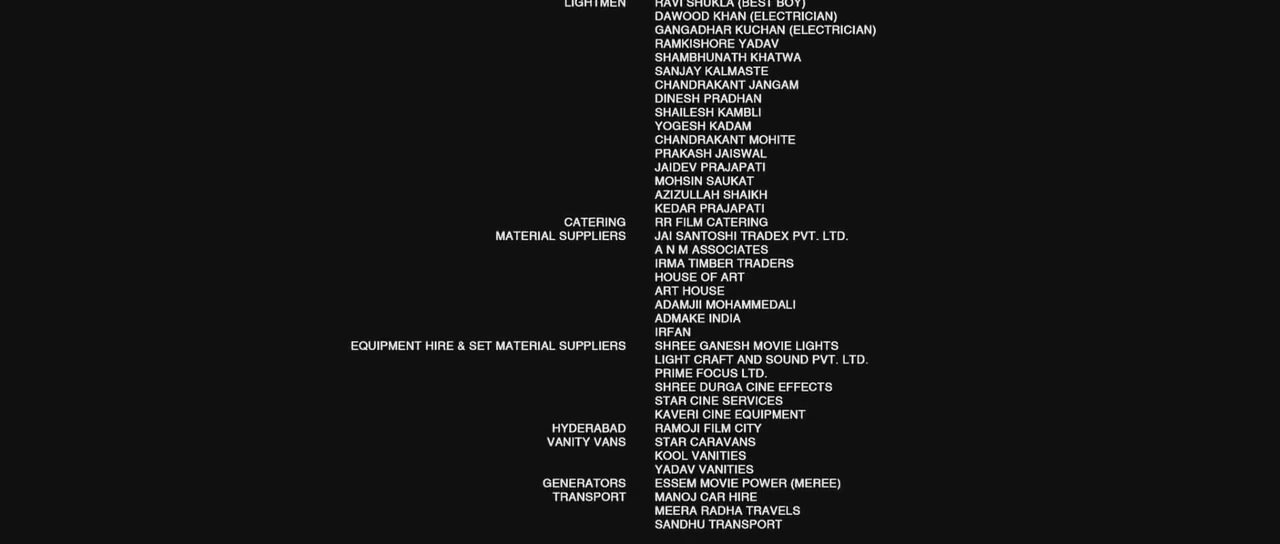 LIGHTMEN RAVI SHUKLA (BEST BOY)
DAWOOD KHAN (ELECTRICIAN)
GANGADHAR KUCHAN (ELECTRICIAN)
RAMKISHORE YADAV
SHAMBHUNATH KHATWA
SANJAY KALMASTE
CHANDRAKANT JANGAM
DINESH PRADHAN
SHAILESH KAMBLI
YOGESH KADAM
CHANDRAKANT MOHITE
PRAKASH JAISWAL
JAIDEV PRAJAPATI
MOHSIN SAUKAT
AZIZULLAH SHAIKH
KEDAR PRAJAPATI
CATERING RR FILM CATERING
MATERIAL SUPPLIERS JAI SANTOSHI TRADEX PVT. LTD.
A N M ASSOCIATES
IRMA TIMBER TRADERS
HOUSE OF ART
ART HOUSE
ADAMJII MOHAMMEDALI
ADMAKE INDIA
IRFAN
EQUIPMENT HIRE & SET MATERIAL SUPPLIERS SHREE GANESH MOVIE LIGHTS
LIGHT CRAFT AND SOUND PVT. LTD.
PRIME FOCUS LTD.
SHREE DURGA CINE EFFECTS
STAR CINE SERVICES
KAVERI CINE EQUIPMENT
HYDERABAD RAMOJI FILM CITY
VANITY VANS STAR CARAVANS
KOOL VANITIES
YADAV VANITIES
GENERATORS ESSEM MOVIE POWER (MEREE)
TRANSPORT MANOJ CAR HIRE
MEERA RADHA TRAVELS
SANDHU TRANSPORT